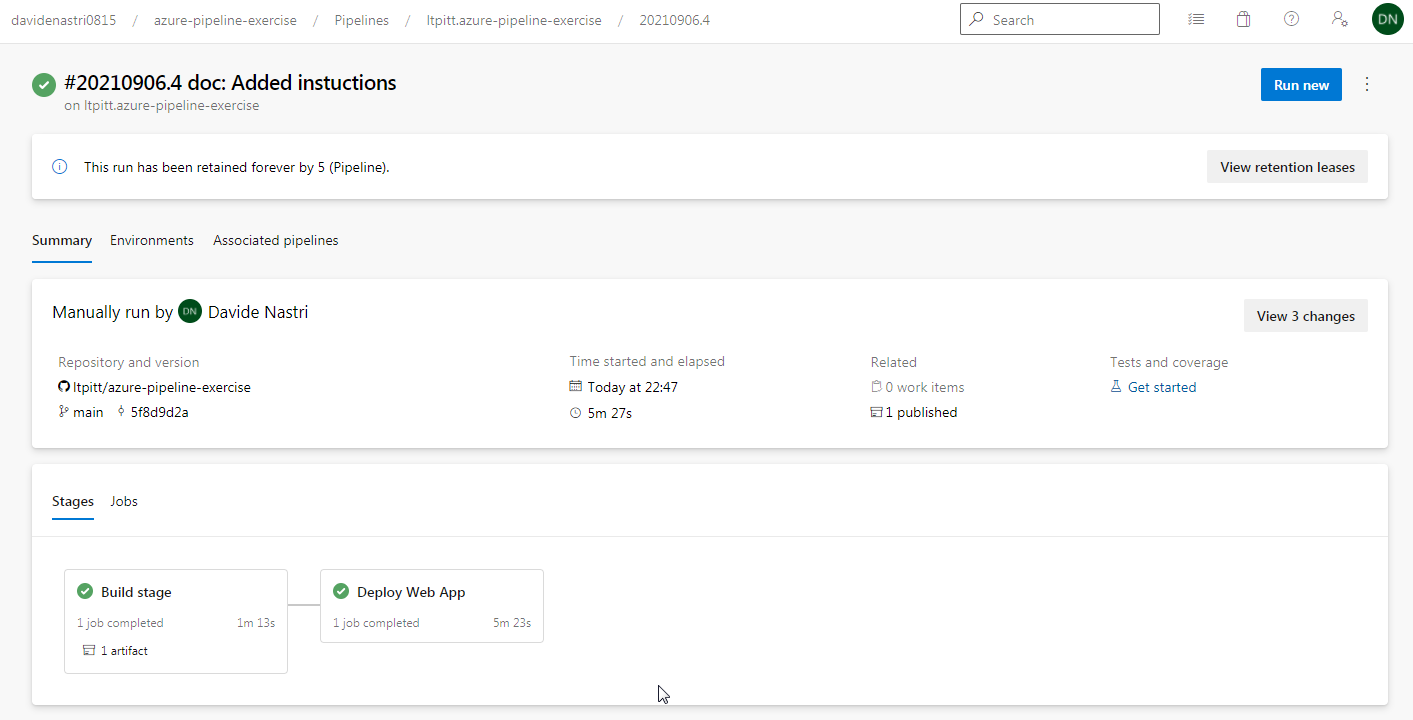 davidenastri0815 / azure-pipeline-exercise / Pipelines / ltpitt.azure-pipeline-exercise / 20210906.4
Search
DN
#20210906.4 doc: Added instuctions
on ltpitt.azure-pipeline-exercise
Run new
This run has been retained forever by 5 (Pipeline).
View retention leases
Summary Environments Associated pipelines
Manually run by DN Davide Nastri
View 3 changes
Repository and version
ltpitt/azure-pipeline-exercise
main 5f8d9d2a
Time started and elapsed
Today at 22:47
5m 27s
Related
0 work items
1 published
Tests and coverage
Get started
Stages Jobs
Build stage
1 job completed 1m 13s
1 artifact
Deploy Web App
1 job completed 5m 23s